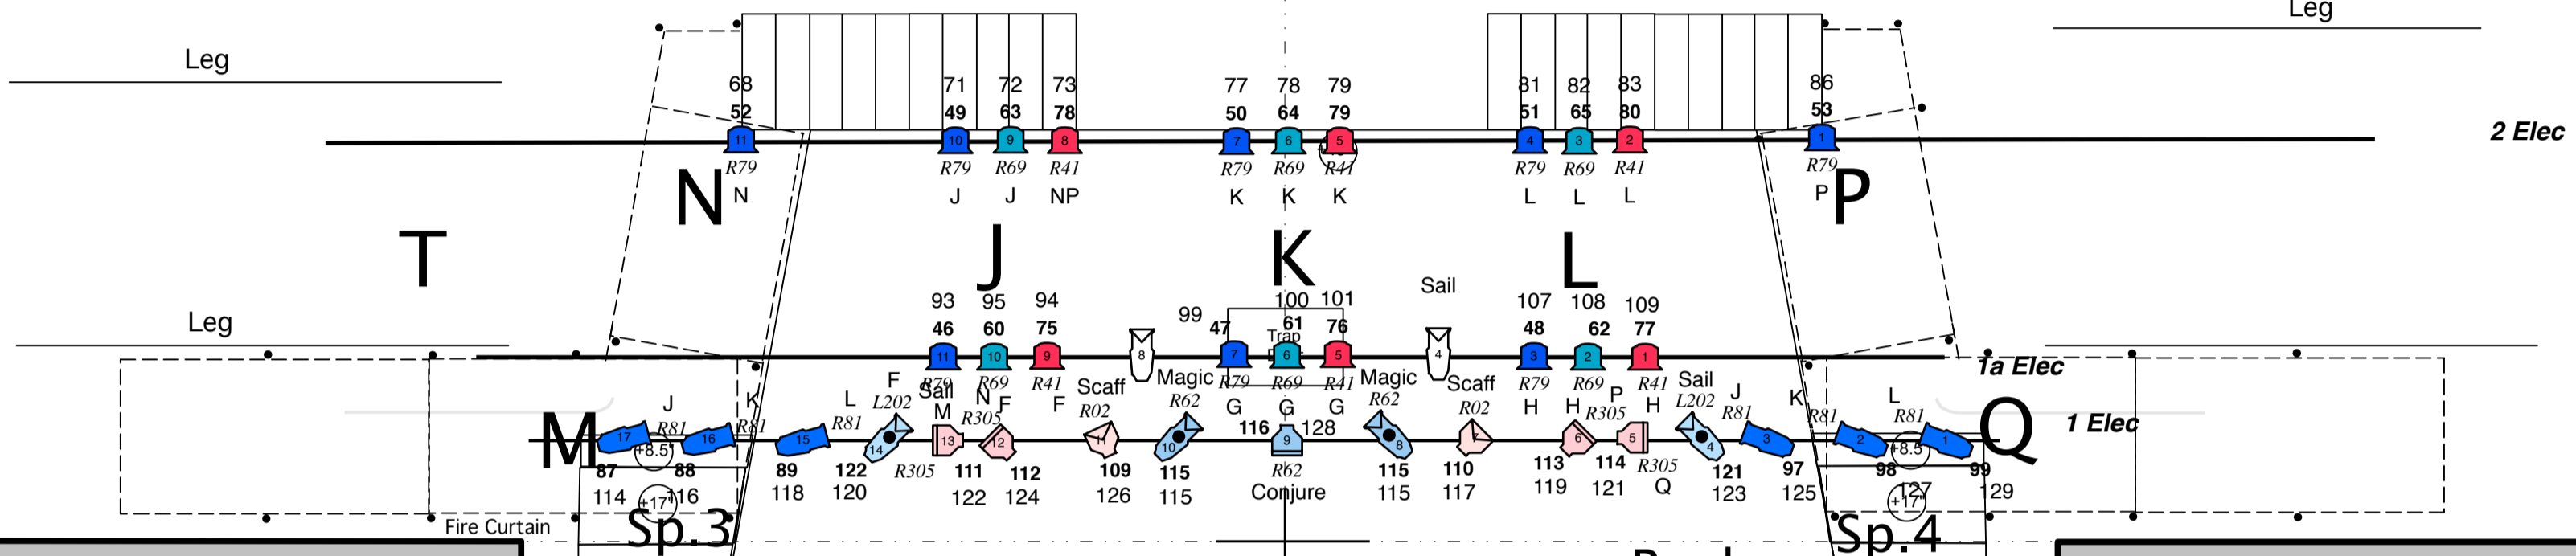 Leg
Leg
68 71 72 73 77 78 79 81 82 83 86
52 49 63 78 50 64 79 51 65 80 53
2 Elec
11 10 9 8 7 6 5 4 3 2 1
R79 R79 R69 R41 R79 R69 R41 R79 R69 R41 R79
N N J J NP K K K L L L P P
T J K L
Sail
Leg
93 95 94 99 100 101 107 108 109
46 60 75 47 61 76 48 62 77
Trap
11 10 9 8 7 6 5 4 3 2 1
1a Elec
R79 R69 R41 R79 R69 R41 R79 R69 R41
F Sail N Scaff Magic Magic Scaff P Sail J K L
J K L L202 M R305 F F R02 R62 G G G R62 R02 H H R305 H L202 R81 R81 R81
R81 R81 R81
M 116 128 Q 1 Elec
17 16 15 14 13 12 11 10 9 8 7 6 5 4 3 2 1
+8.5' +8.5'
87 88 89 122 R305 111 112 109 115 R62 115 110 113 114 R305 121 97 98 99
114 116 118 120 122 124 126 115 Conjure 115 117 119 121 Q 123 125 127 129
+17' +17'
Fire Curtain Sp.3 Sp.4